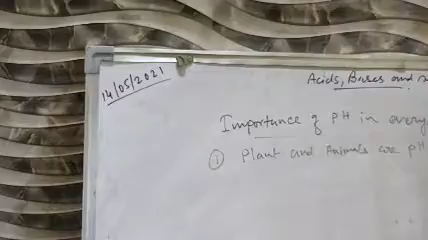 14/05/2021
Acids, Bases and
Importance of pH in every
① Plant and Animals are pH